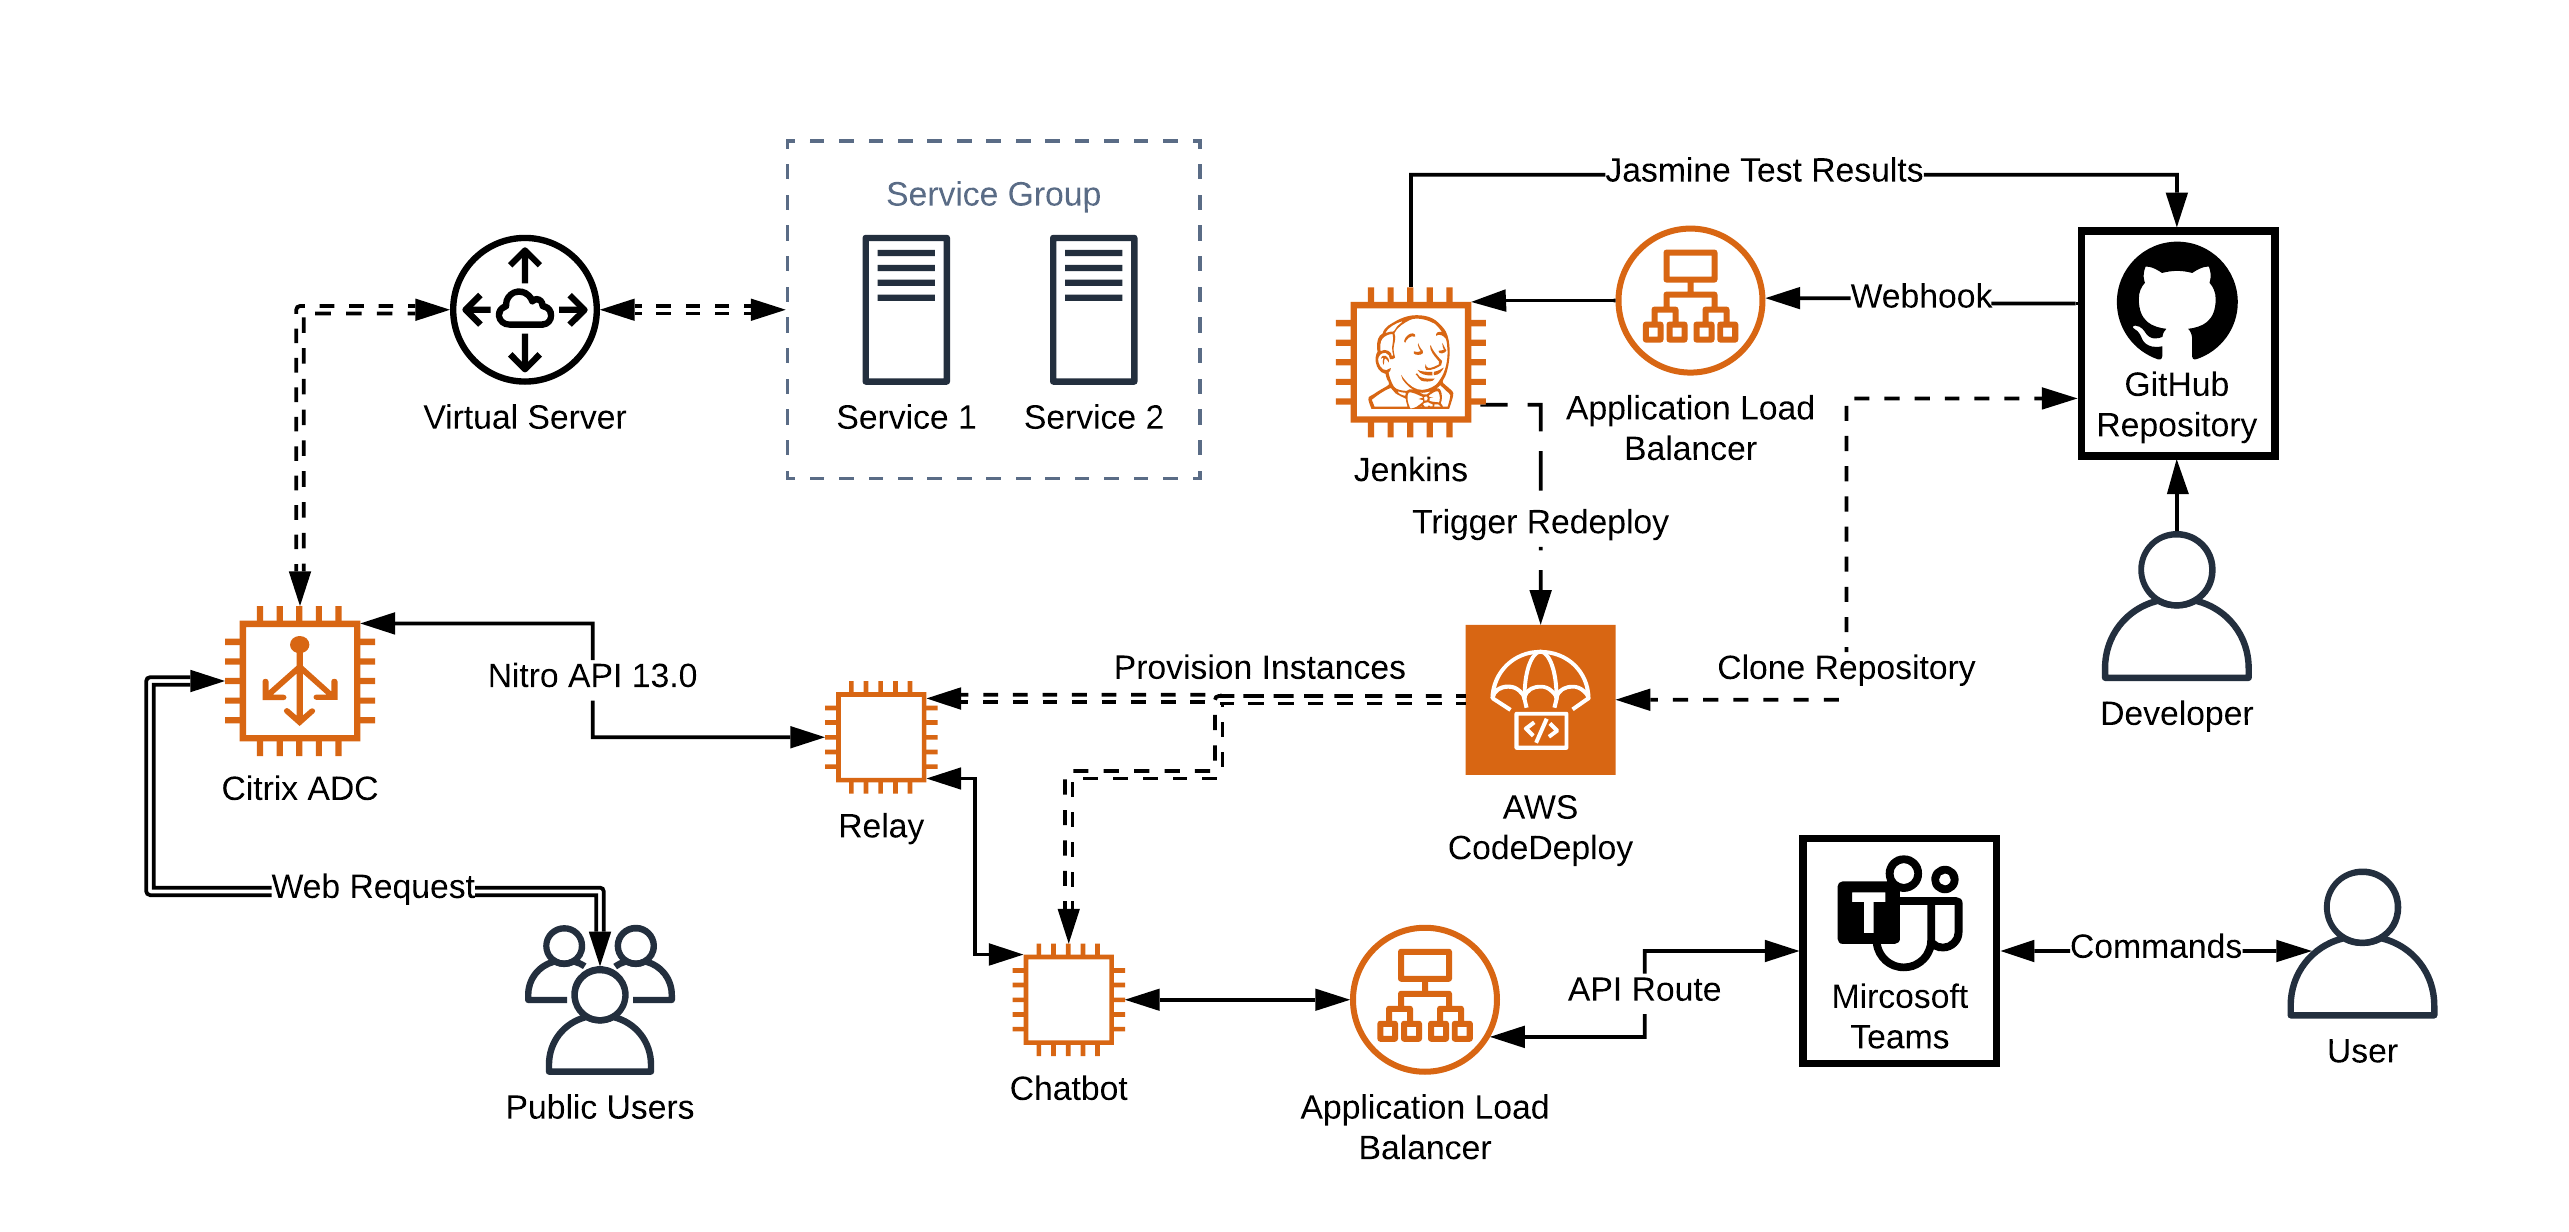 Jasmine Test Results
Service Group
Webhook
GitHub
Repository
Virtual Server
Service 1
Service 2
Application Load
Balancer
Jenkins
Trigger Redeploy
Nitro API 13.0
Provision Instances
Clone Repository
Developer
Citrix ADC
Relay
AWS
CodeDeploy
Web Request
T
Commands
API Route
Mircosoft
Teams
User
Chatbot
Public Users
Application Load
Balancer